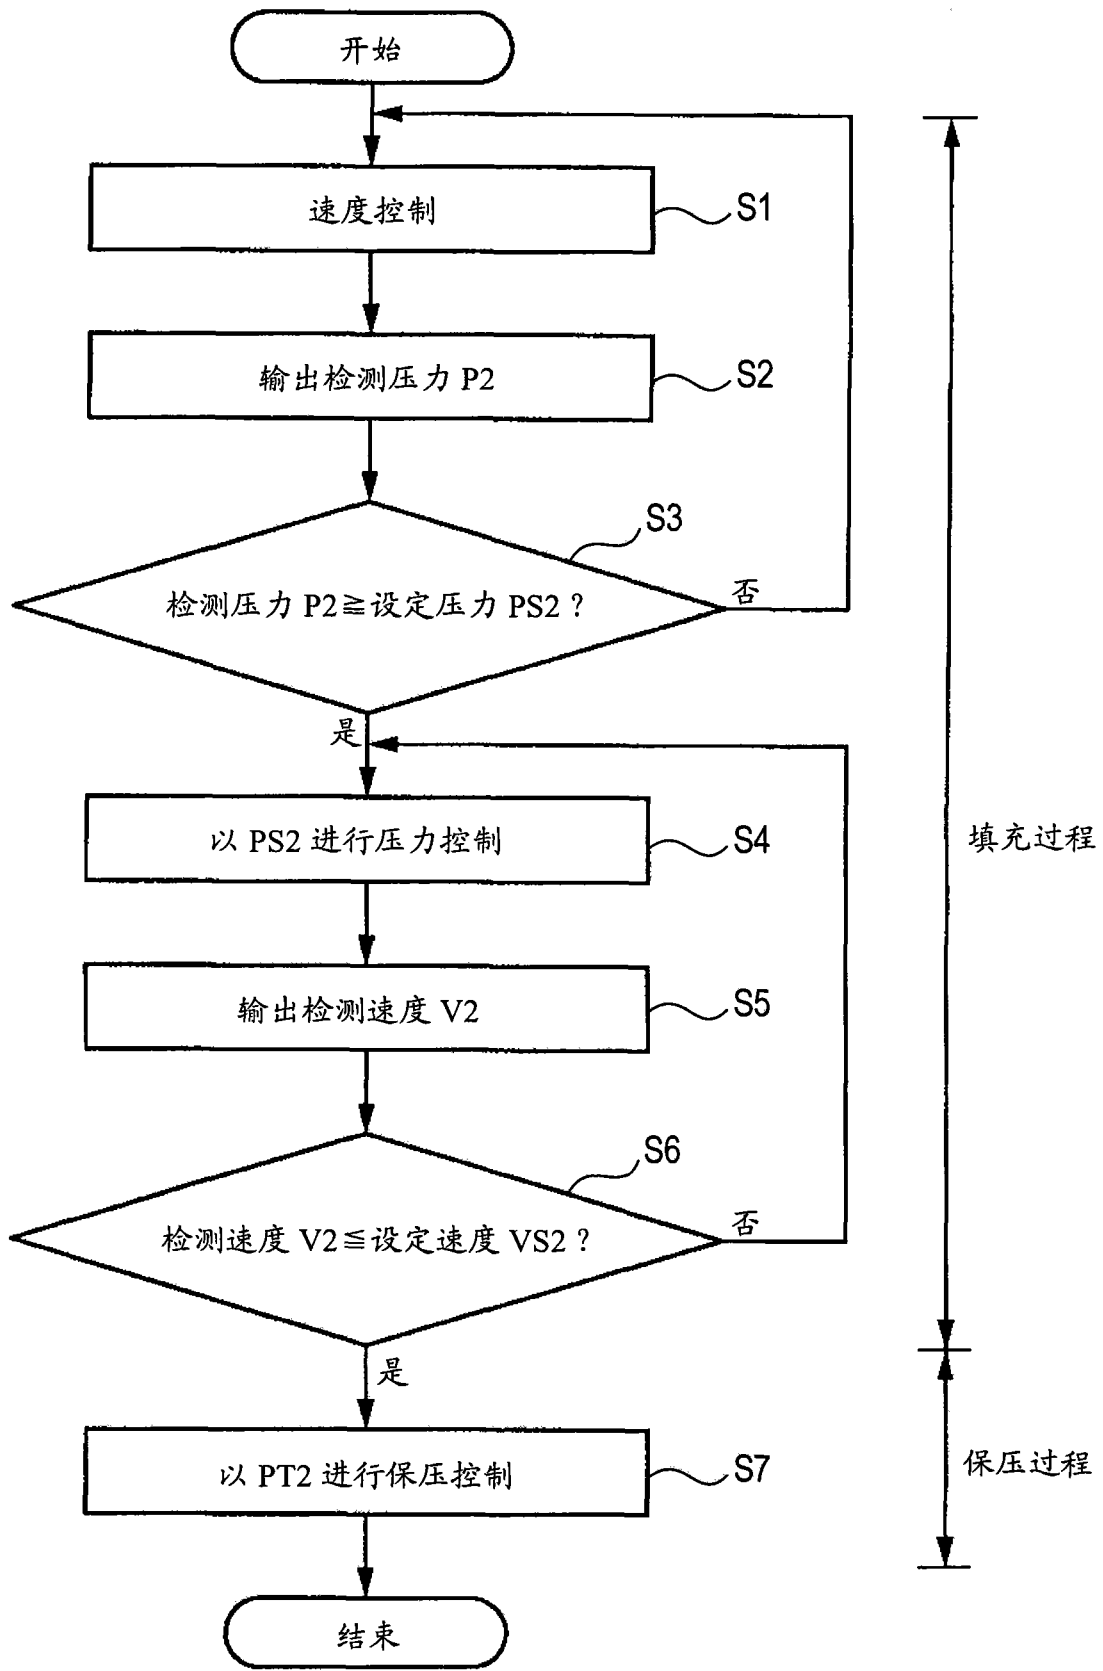 开始
速度控制
S1
输出检测压力 P2
S2
S3
检测压力 P2≧设定压力 PS2？
否
是
以 PS2 进行压力控制
S4
填充过程
输出检测速度 V2
S5
S6
检测速度 V2≦设定速度 VS2？
否
是
以 PT2 进行保压控制
S7
保压过程
结束